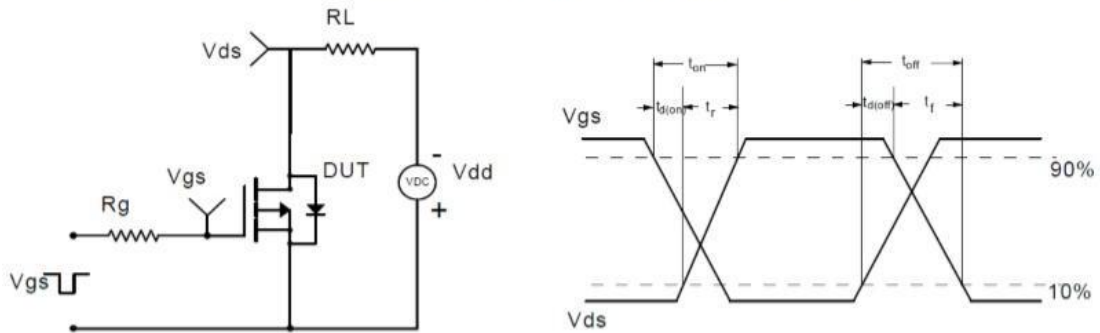 RL
Vds
DUT
Vgs
Rg
Vgs
-
VDC
Vdd
+
ton
toff
td(on)
tr
td(off)
tf
Vgs
90%
10%
Vds